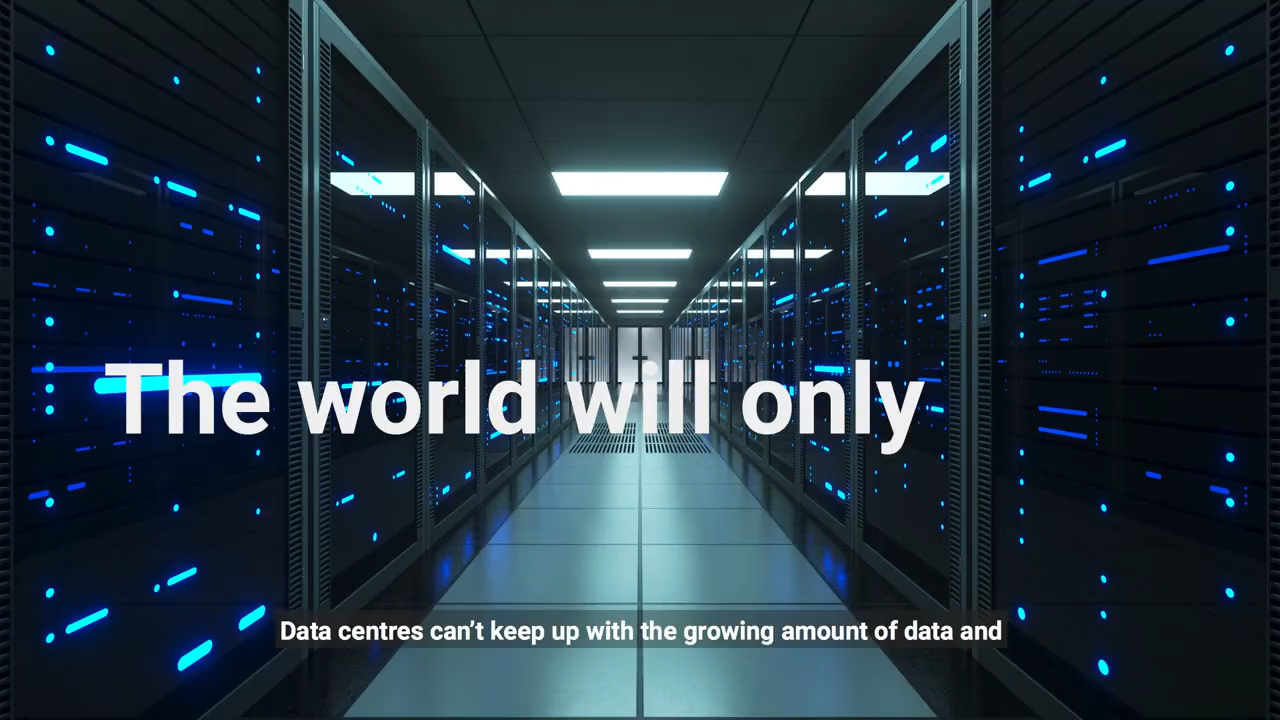 The world will only
Data centres can’t keep up with the growing amount of data and